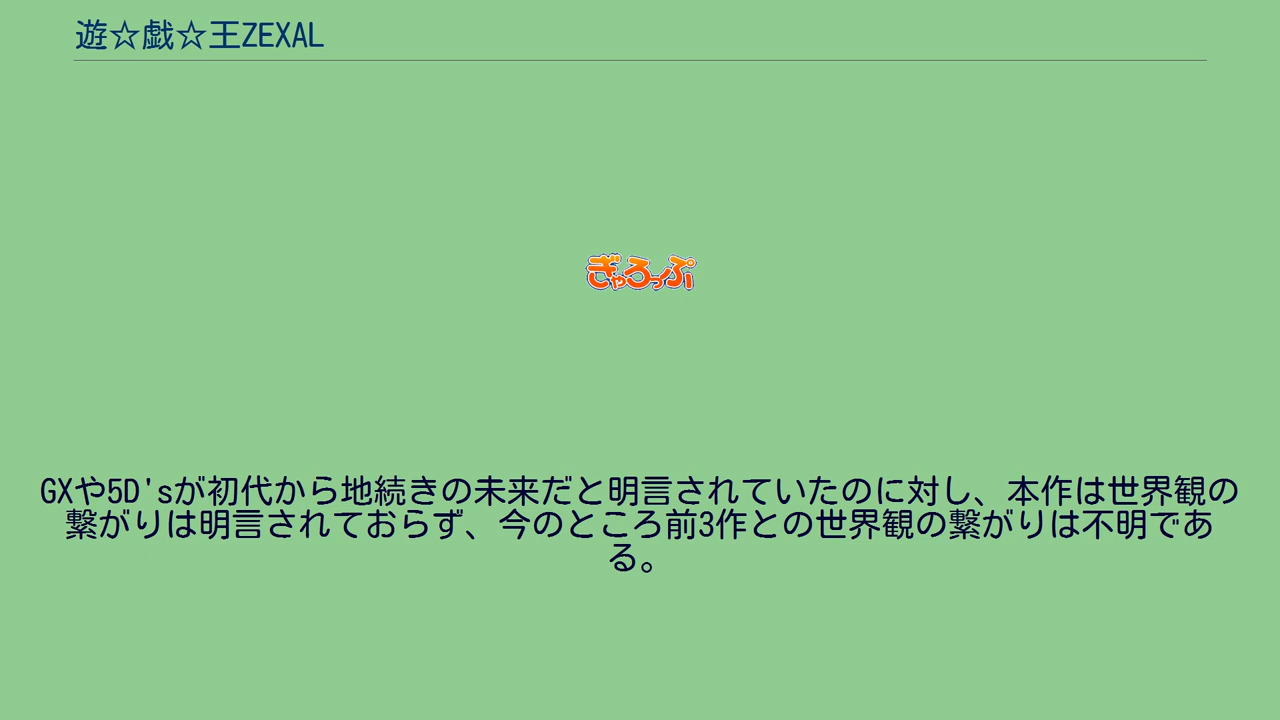 遊☆戯☆王ZEXAL
ぎゃろっぷ
GXや5D'sが初代から地続きの未来だと明言されていたのに対し、本作は世界観の
繋がりは明言されておらず、今のところ前3作との世界観の繋がりは不明であ
る。